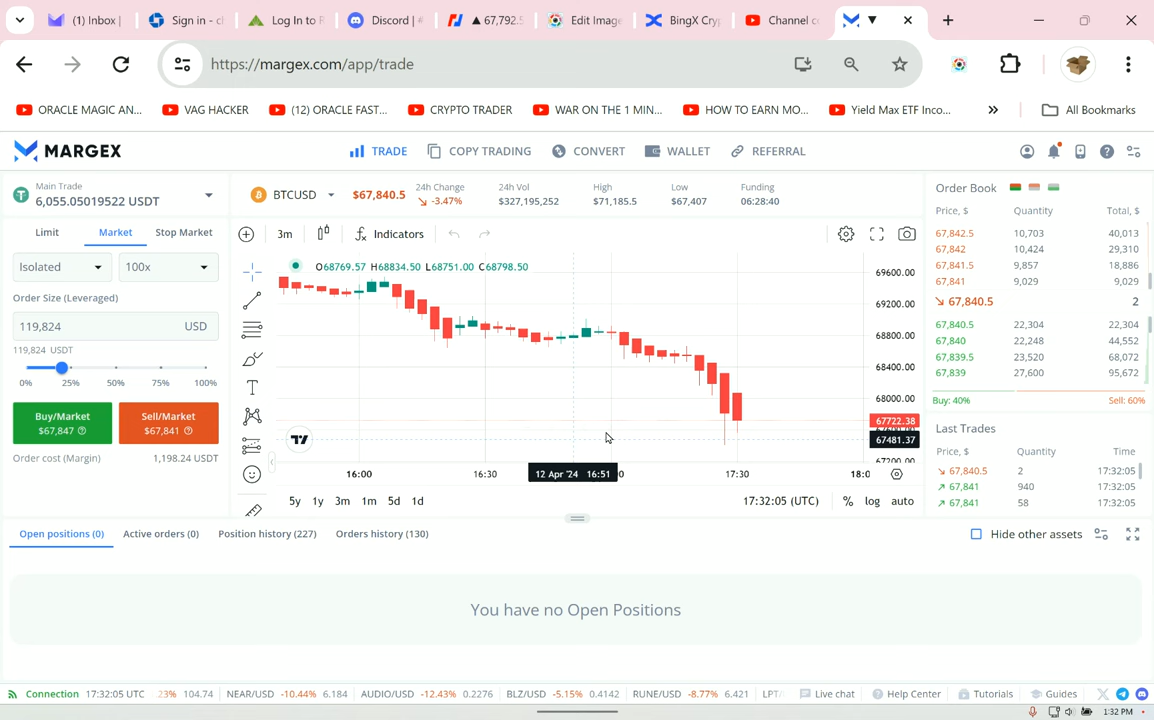 (1) Inbox |
Sign in - cl
Log In to R
Discord | #
▲ 67,792.5
Edit Image
BingX Cryp
Channel co
▼
https://margex.com/app/trade
ORACLE MAGIC AN...
VAG HACKER
(12) ORACLE FAST...
CRYPTO TRADER
WAR ON THE 1 MIN...
HOW TO EARN MO...
Yield Max ETF Inco...
»
All Bookmarks
MARGEX
TRADE
COPY TRADING
CONVERT
WALLET
REFERRAL
Main Trade
6,055.05019522 USDT
BTCUSD
$67,840.5
24h Change
-3.47%
24h Vol
$327,195,252
High
$71,185.5
Low
$67,407
Funding
06:28:40
Limit
Market
Stop Market
Isolated
100x
Order Size (Leveraged)
119,824
USD
119,824 USDT
0%
25%
50%
75%
100%
Buy/Market
$67,847
Sell/Market
$67,841
Order cost (Margin)
1,198.24 USDT
3m
Indicators
O68769.57 H68834.50 L68751.00 C68798.50
69600.00
69200.00
68800.00
68400.00
68000.00
67722.38
67481.37
67200.00
16:00
16:30
12 Apr '24 16:51
17:30
18:0
5y
1y
3m
1m
5d
1d
17:32:05 (UTC)
%
log
auto
Order Book
Price, $
Quantity
Total, $
67,842.5
10,703
40,013
67,842
10,424
29,310
67,841.5
9,857
18,886
67,841
9,029
9,029
67,840.5
2
67,840.5
22,304
22,304
67,840
22,248
44,552
67,839.5
23,520
68,072
67,839
27,600
95,672
Buy: 40%
Sell: 60%
Last Trades
Price, $
Quantity
Time
67,840.5
2
17:32:05
67,841
940
17:32:05
67,841
58
17:32:05
Open positions (0)
Active orders (0)
Position history (227)
Orders history (130)
Hide other assets
You have no Open Positions
Connection
17:32:05 UTC
23%
104.74
NEAR/USD
-10.44%
6.184
AUDIO/USD
-12.43%
0.2276
BLZ/USD
-5.15%
0.4142
RUNE/USD
-8.77%
6.421
LPT/
Live chat
Help Center
Tutorials
Guides
1:32 PM